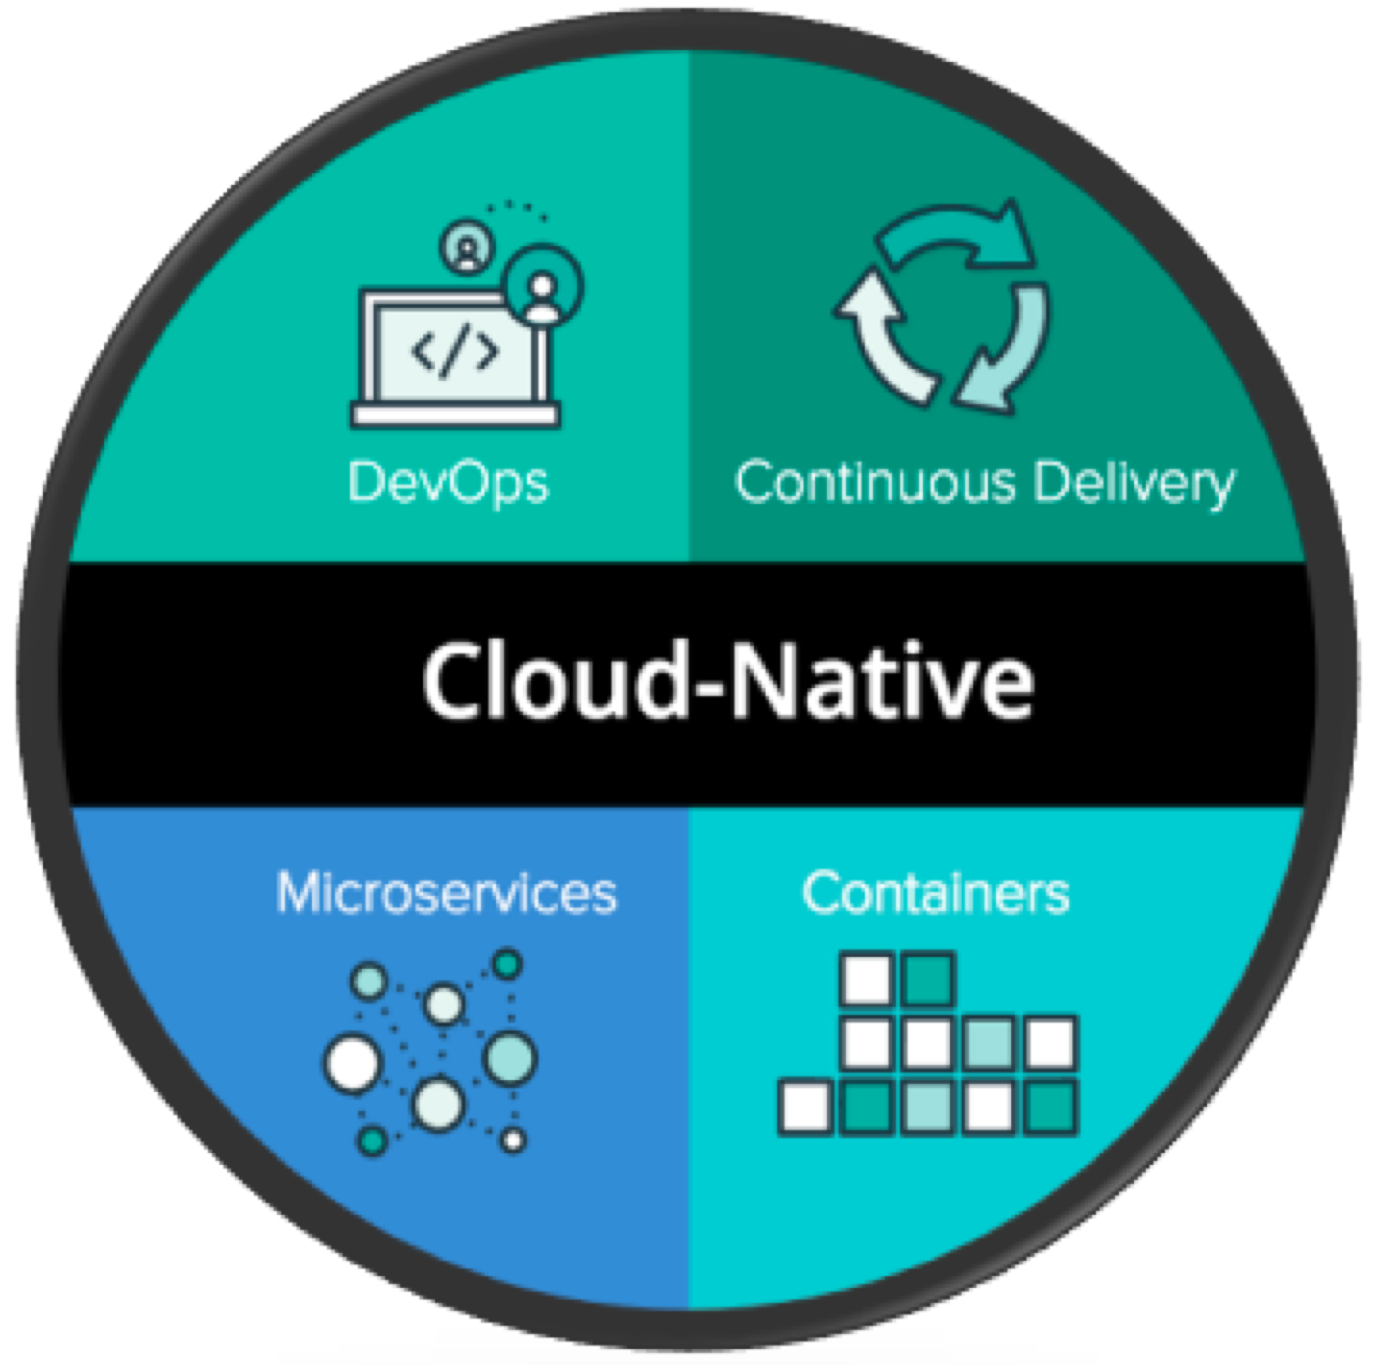 </>
DevOps
Continuous Delivery
Cloud-Native
Microservices
Containers